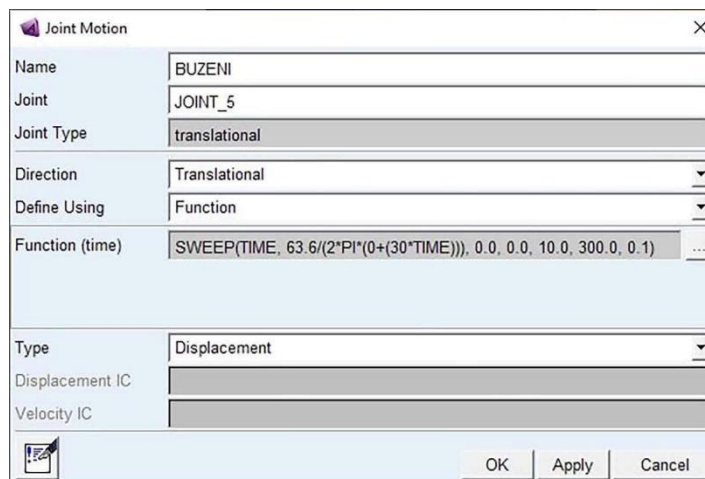 Joint Motion
Name BUZENI
Joint JOINT_5
Joint Type translational
Direction Translational
Define Using Function
Function (time) SWEEP(TIME, 63.6/(2*PI*(0+(30*TIME))), 0.0, 0.0, 10.0, 300.0, 0.1) ...
Type Displacement
Displacement IC
Velocity IC
OK Apply Cancel